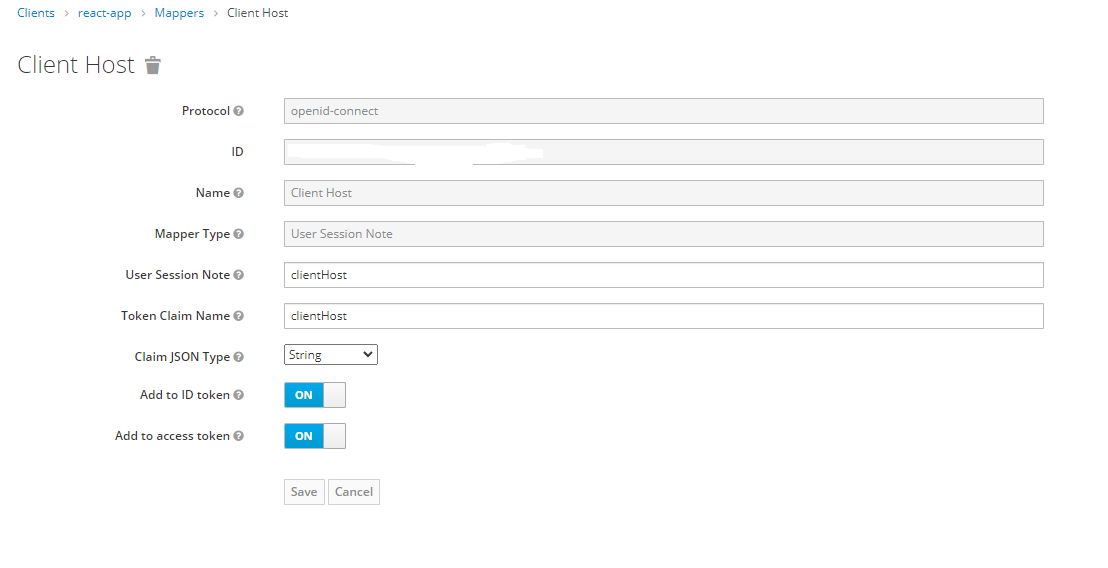 Clients > react-app > Mappers > Client Host
Client Host
Protocol openid-connect
ID
Name Client Host
Mapper Type User Session Note
User Session Note clientHost
Token Claim Name clientHost
Claim JSON Type String
Add to ID token ON
Add to access token ON
Save Cancel